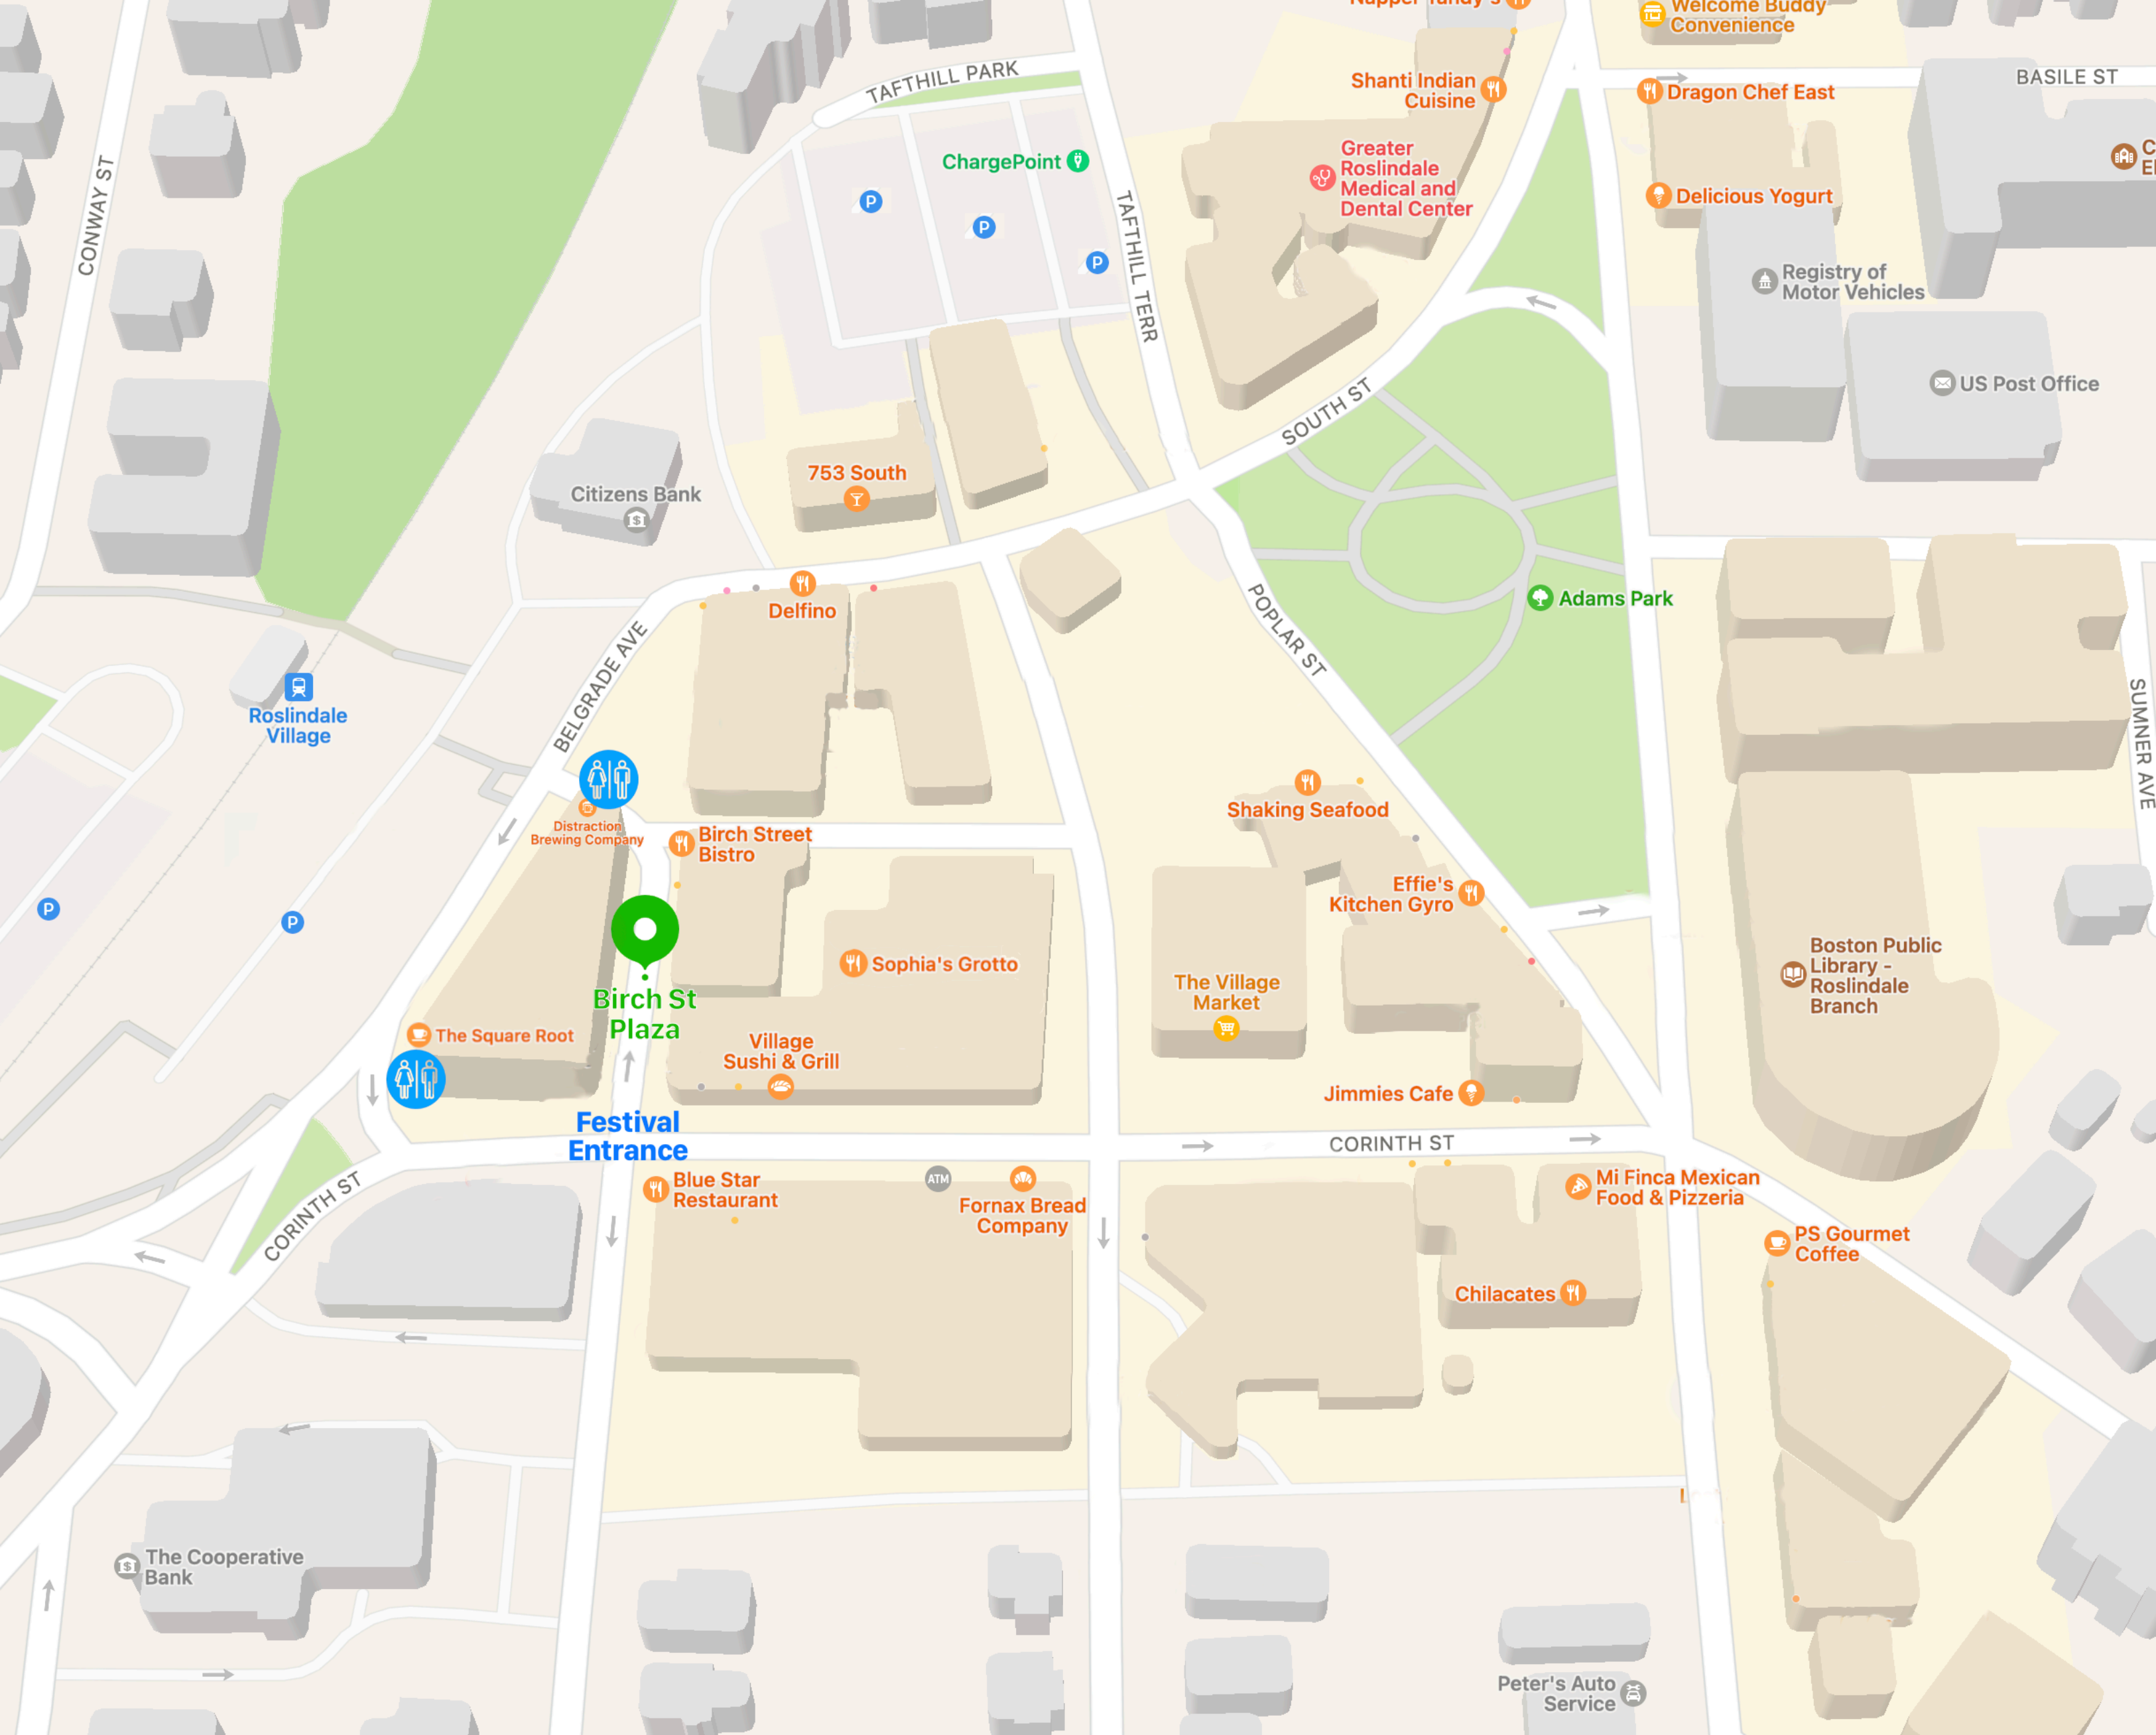 Napper Tandy's
Welcome Buddy
Convenience
TAFTHILL PARK
Shanti Indian
Cuisine
BASILE ST
Dragon Chef East
ChargePoint
Greater
Roslindale
Medical and
Dental Center
CONWAY ST
P
P
P
TAFTHILL TERR
Delicious Yogurt
Registry of
Motor Vehicles
US Post Office
SOUTH ST
753 South
Citizens Bank
Delfino
BELGRADE AVE
POPLAR ST
Adams Park
Roslindale
Village
SUMNER AVE
Distraction
Brewing Company
Birch Street
Bistro
Shaking Seafood
Effie's
Kitchen Gyro
P
P
Sophia's Grotto
Birch St
Plaza
The Village
Market
Boston Public
Library -
Roslindale
Branch
The Square Root
Village
Sushi & Grill
Jimmies Cafe
Festival
Entrance
CORINTH ST
CORINTH ST
Blue Star
Restaurant
ATM
Fornax Bread
Company
Mi Finca Mexican
Food & Pizzeria
PS Gourmet
Coffee
Chilacates
The Cooperative
Bank
Peter's Auto
Service